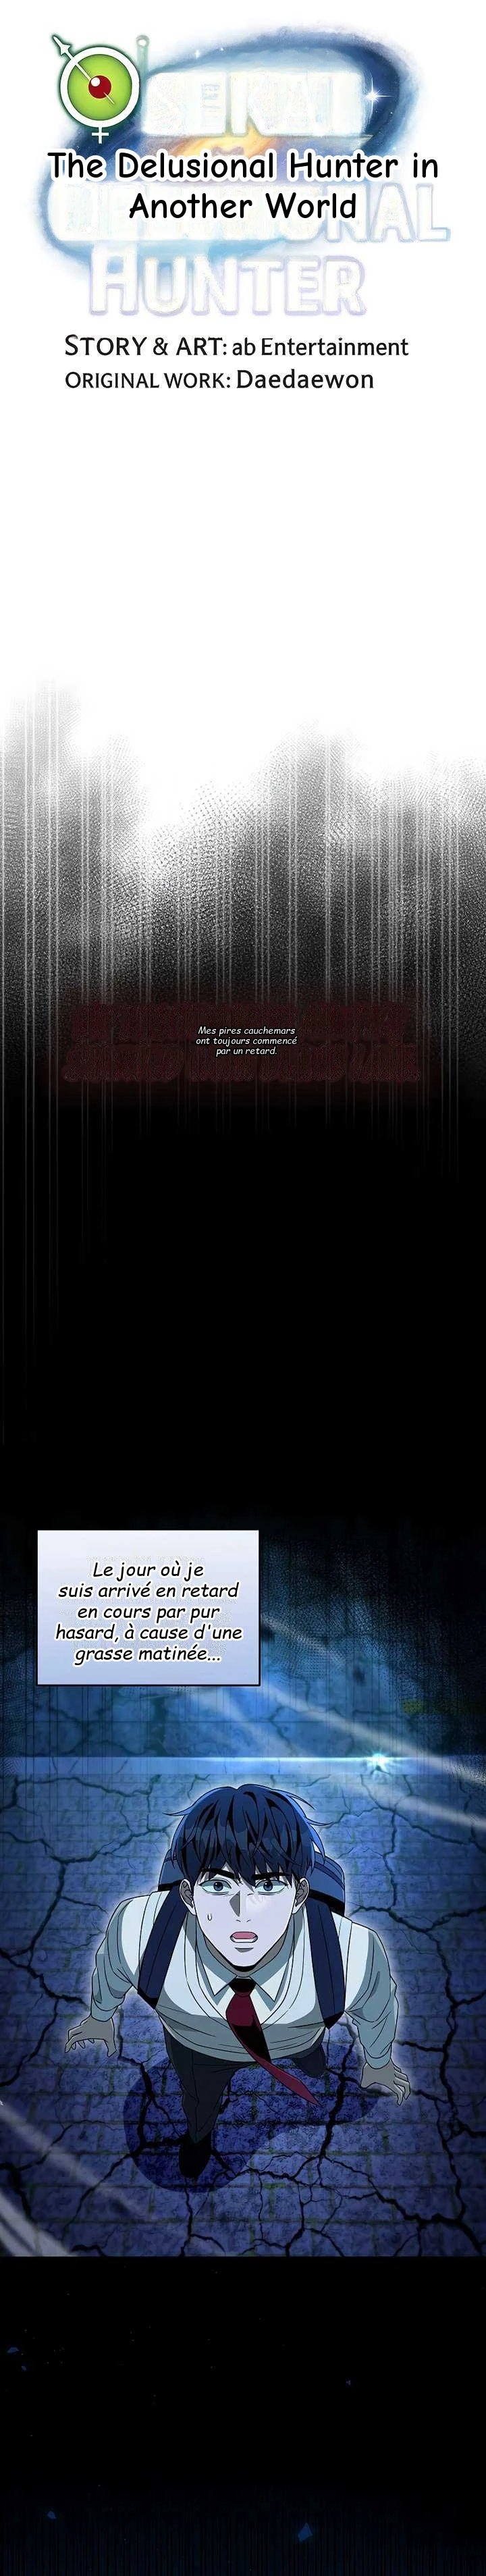 The Delusional Hunter in
Another World
HUNTER
STORY & ART: ab Entertainment
ORIGINAL WORK: Daedaewon
Mes pires cauchemars
ont toujours commencé
par un retard.
Le jour où je
suis arrivé en retard
en cours par pur
hasard, à cause d'une
grasse matinée...